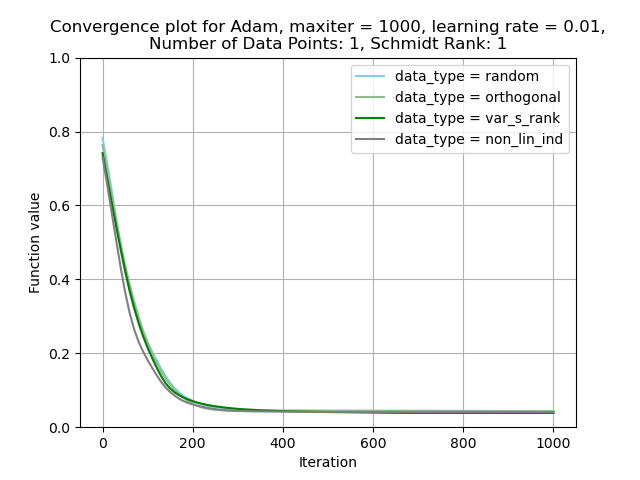 Convergence plot for Adam, maxiter = 1000, learning rate = 0.01,
Number of Data Points: 1, Schmidt Rank: 1
data_type = random
data_type = orthogonal
data_type = var_s_rank
data_type = non_lin_ind
Function value
1.0
0.8
0.6
0.4
0.2
0.0
0 200 400 600 800 1000
Iteration